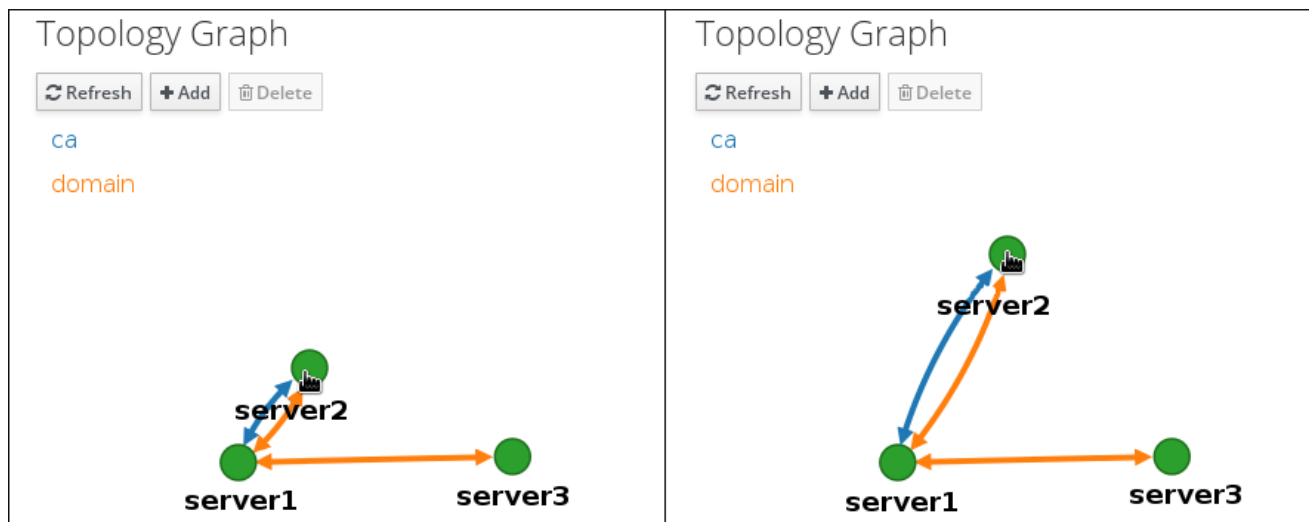 Topology Graph
Refresh Add Delete
ca
domain
server2
server1
server3
Topology Graph
Refresh Add Delete
ca
domain
server2
server1
server3